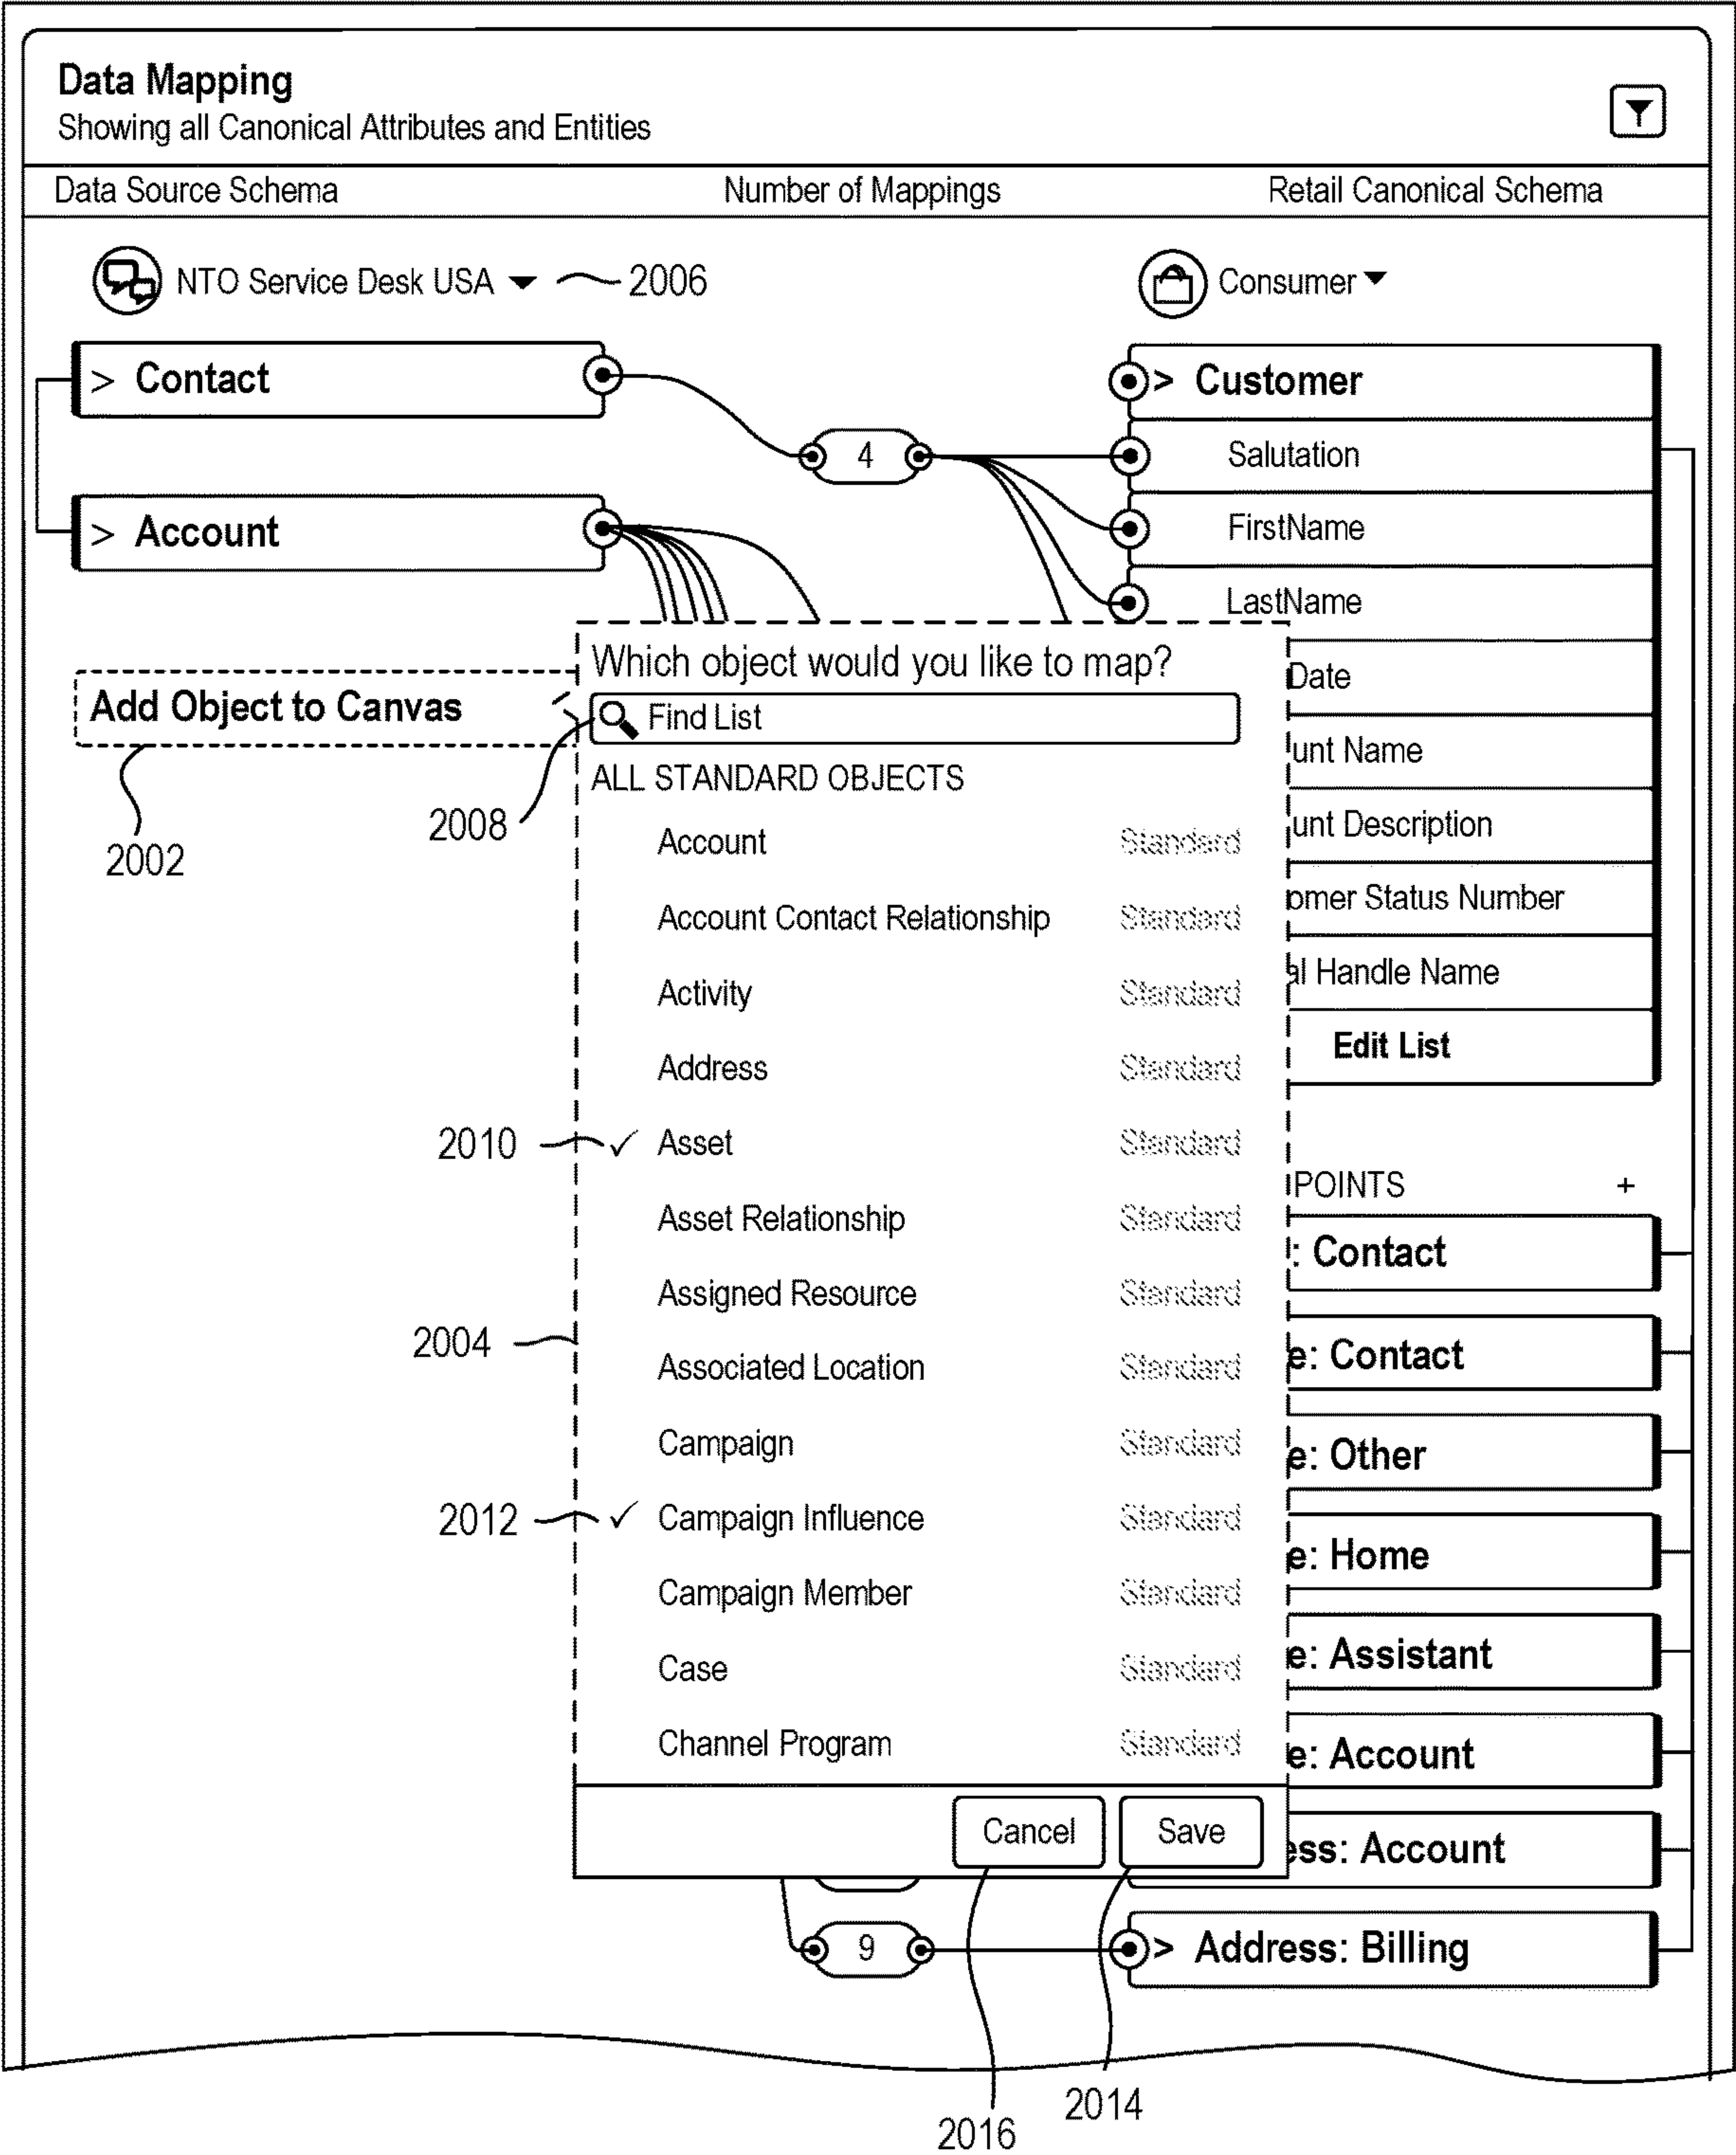 Data Mapping
Showing all Canonical Attributes and Entities
Data Source Schema Number of Mappings Retail Canonical Schema
NTO Service Desk USA 2006 Consumer
> Contact > Customer
4 Salutation
> Account FirstName
LastName
Which object would you like to map?
Date
Add Object to Canvas Find List
unt Name
ALL STANDARD OBJECTS
2008 unt Description
2002 Account Standard
omer Status Number
Account Contact Relationship Standard
al Handle Name
Activity Standard
Edit List
Address Standard
2010 ✓ Asset Standard
POINTS +
Asset Relationship Standard
: Contact
Assigned Resource Standard
2004 e: Contact
Associated Location Standard
Campaign Standard e: Other
2012 ✓ Campaign Influence Standard
e: Home
Campaign Member Standard
Case Standard e: Assistant
Channel Program Standard e: Account
Cancel Save ess: Account
9 > Address: Billing
2014
2016